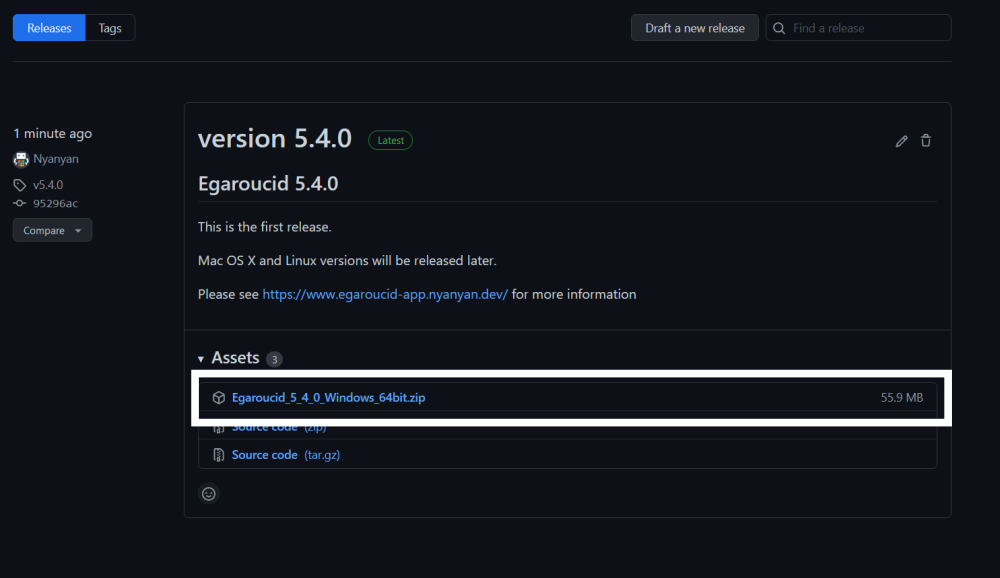 Releases Tags Draft a new release Find a release
1 minute ago
Nyanyan
v5.4.0
95296ac
Compare
version 5.4.0 Latest
Egaroucid 5.4.0
This is the first release.
Mac OS X and Linux versions will be released later.
Please see https://www.egaroucid-app.nyanyan.dev/ for more information
Assets 3
Egaroucid_5_4_0_Windows_64bit.zip 55.9 MB
Source code (zip)
Source code (tar.gz)